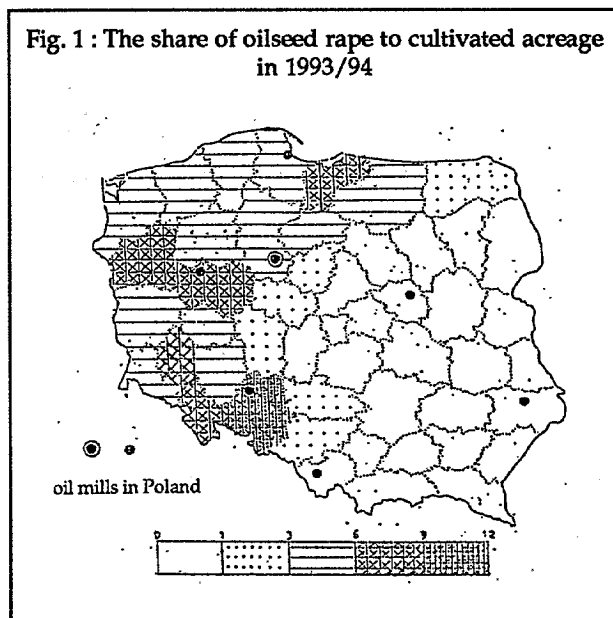 Fig. 1 : The share of oilseed rape to cultivated acreage
in 1993/94
oil mills in Poland
0 1 3 6 9 12